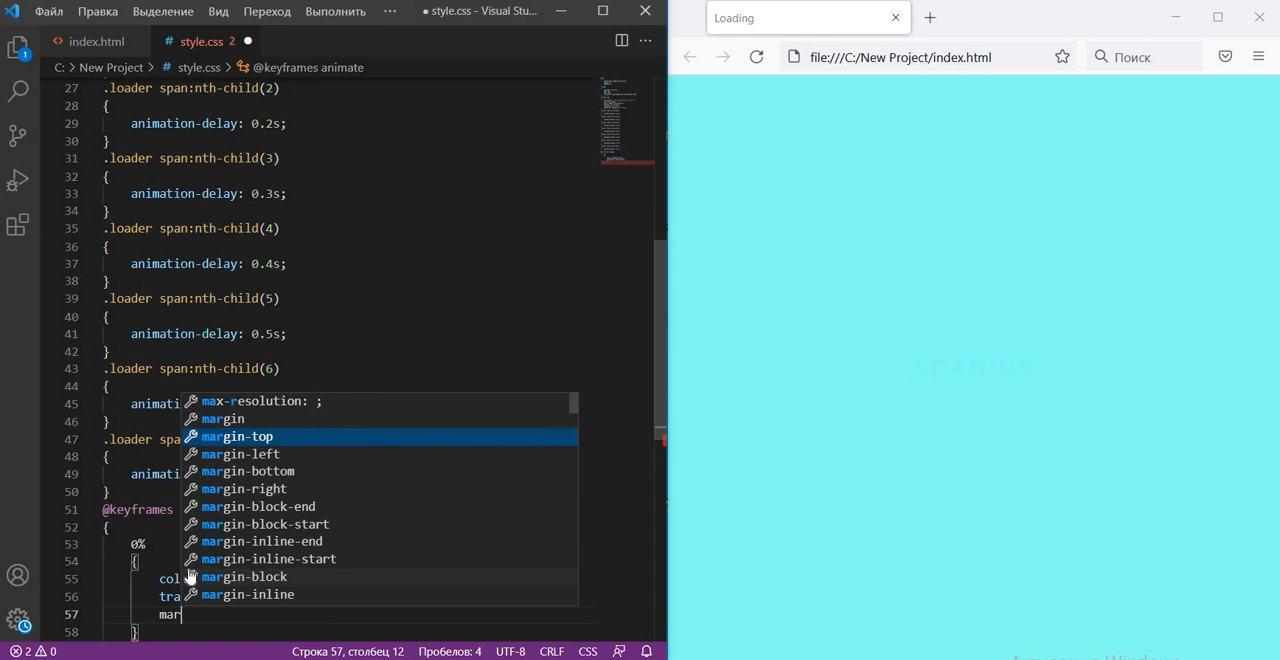 Файл Правка Выделение Вид Переход Выполнить ··· ● style.css - Visual Stu...
index.html # style.css 2 ●
C: > New Project > # style.css > @keyframes animate
27 .loader span:nth-child(2)
28 {
29 animation-delay: 0.2s;
30 }
31 .loader span:nth-child(3)
32 {
33 animation-delay: 0.3s;
34 }
35 .loader span:nth-child(4)
36 {
37 animation-delay: 0.4s;
38 }
39 .loader span:nth-child(5)
40 {
41 animation-delay: 0.5s;
42 }
43 .loader span:nth-child(6)
44 {
45 animati
46 }
47 .loader spa
48 {
49 animati
50 }
51 @keyframes
52 {
53 0%
54 {
55 col
56 tra
57 mar
58 }
max-resolution: ;
margin
margin-top
margin-left
margin-bottom
margin-right
margin-block-end
margin-block-start
margin-inline-end
margin-inline-start
margin-block
margin-inline
1
2 0 Строка 57, столбец 12 Пробелов: 4 UTF-8 CRLF CSS
Loading
file:///C:/New Project/index.html Поиск
LOADING